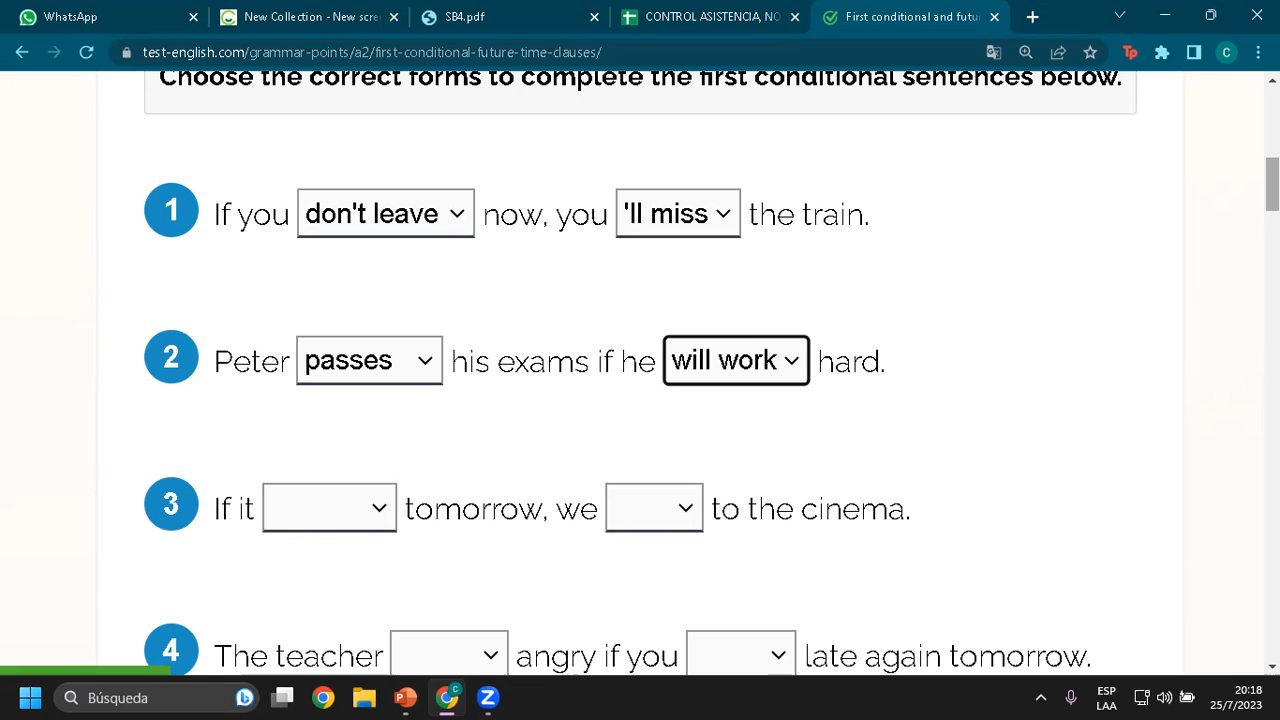 WhatsApp
New Collection - New scre
SB4.pdf
CONTROL ASISTENCIA, NO
First conditional and futu
test-english.com/grammar-points/a2/first-conditional-future-time-clauses/
C
Choose the correct forms to complete the first conditional sentences below.
1 If you don't leave now, you 'll miss the train.
2 Peter passes his exams if he will work hard.
3 If it tomorrow, we to the cinema.
4 The teacher angry if you late again tomorrow.
Búsqueda
ESP
LAA
20:18
25/7/2023